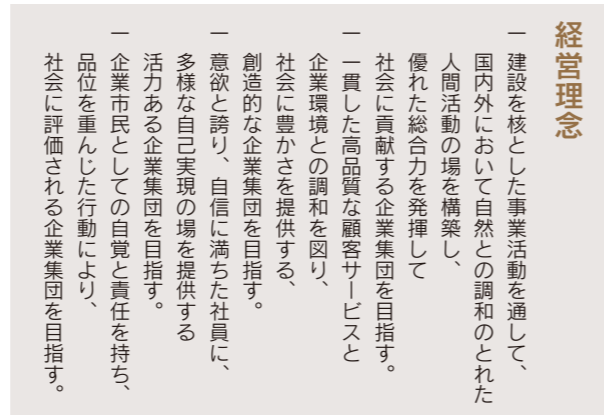 経営理念
一 建設を核とした事業活動を通して、
国内外において自然との調和のとれた
人間活動の場を構築し、
優れた総合力を発揮して
社会に貢献する企業集団を目指す。
一 一貫した高品質な顧客サービスと
企業環境との調和を図り、
社会に豊かさを提供する、
創造的な企業集団を目指す。
一 意欲と誇り、自信に満ちた社員に、
多様な自己実現の場を提供する
活力ある企業集団を目指す。
一 企業市民としての自覚と責任を持ち、
品位を重んじた行動により、
社会に評価される企業集団を目指す。